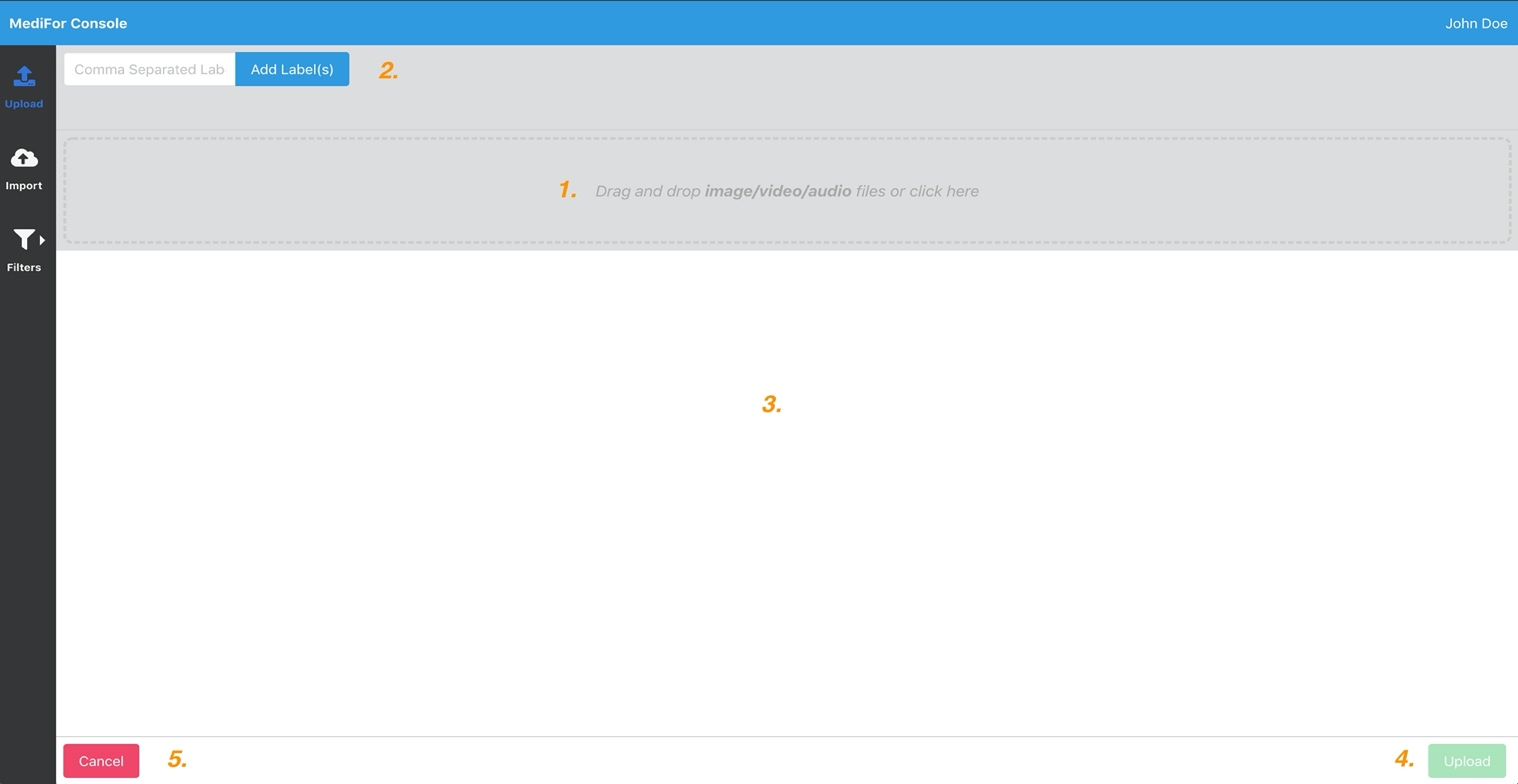 MediFor Console
John Doe
Upload
Import
Filters
Comma Separated Lab
Add Label(s)
2.
1.
Drag and drop image/video/audio files or click here
3.
Cancel
5.
4.
Upload